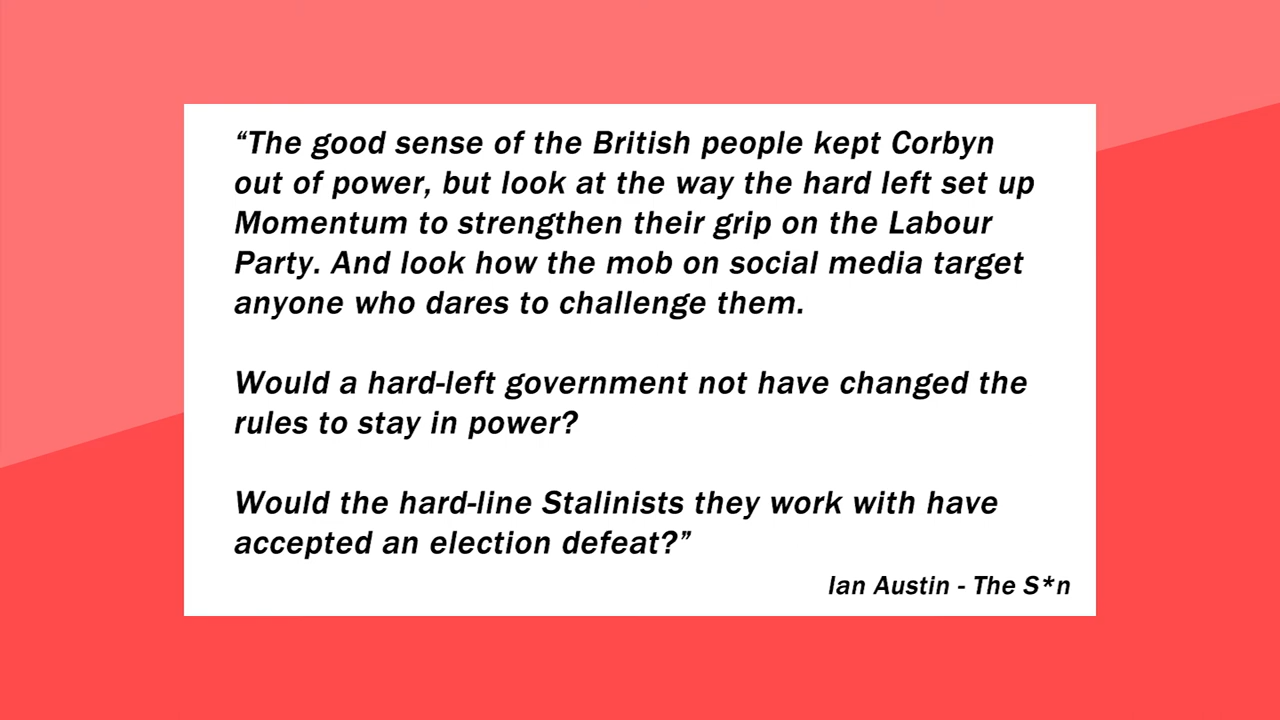 “The good sense of the British people kept Corbyn
out of power, but look at the way the hard left set up
Momentum to strengthen their grip on the Labour
Party. And look how the mob on social media target
anyone who dares to challenge them.
Would a hard-left government not have changed the
rules to stay in power?
Would the hard-line Stalinists they work with have
accepted an election defeat?”
Ian Austin - The S*n